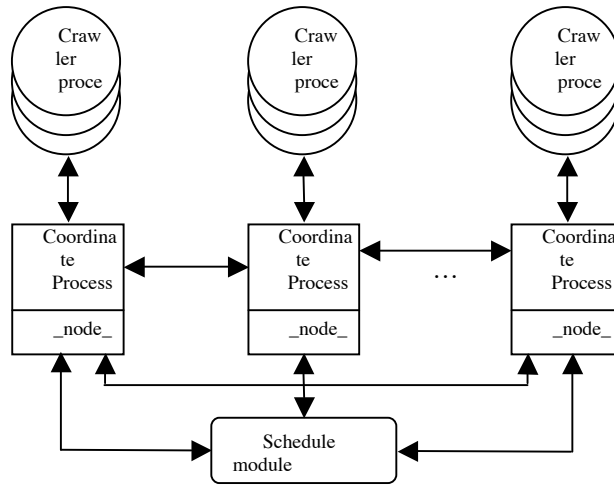 Craw
ler
proce
Craw
ler
proce
Craw
ler
proce
Coordina
te
Process
Coordina
te
Process
...
Coordina
te
Process
_node_
_node_
_node_
Schedule
module